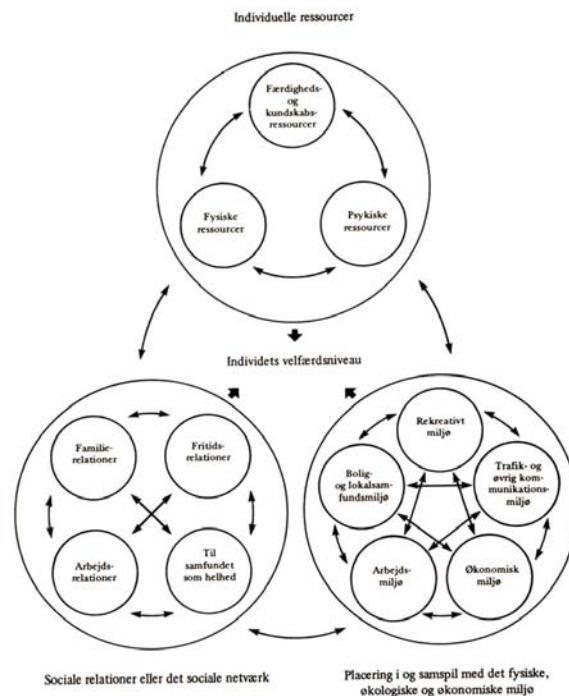 Individuelle ressourcer
Færdigheds-
og
kundskabs-
ressourcer
Fysiske
ressourcer
Psykiske
ressourcer
Individets velfærdsniveau
Familie-
relationer
Fritids-
relationer
Arbejds-
relationer
Til
samfundet
som helhed
Rekreativt
miljø
Bolig-
og lokalsam-
fundsmiljø
Trafik- og
øvrig kom-
munikations-
miljø
Arbejds-
miljø
Økonomisk
miljø
Sociale relationer eller det sociale netværk
Placering i og samspil med det fysiske,
økologiske og økonomiske miljø